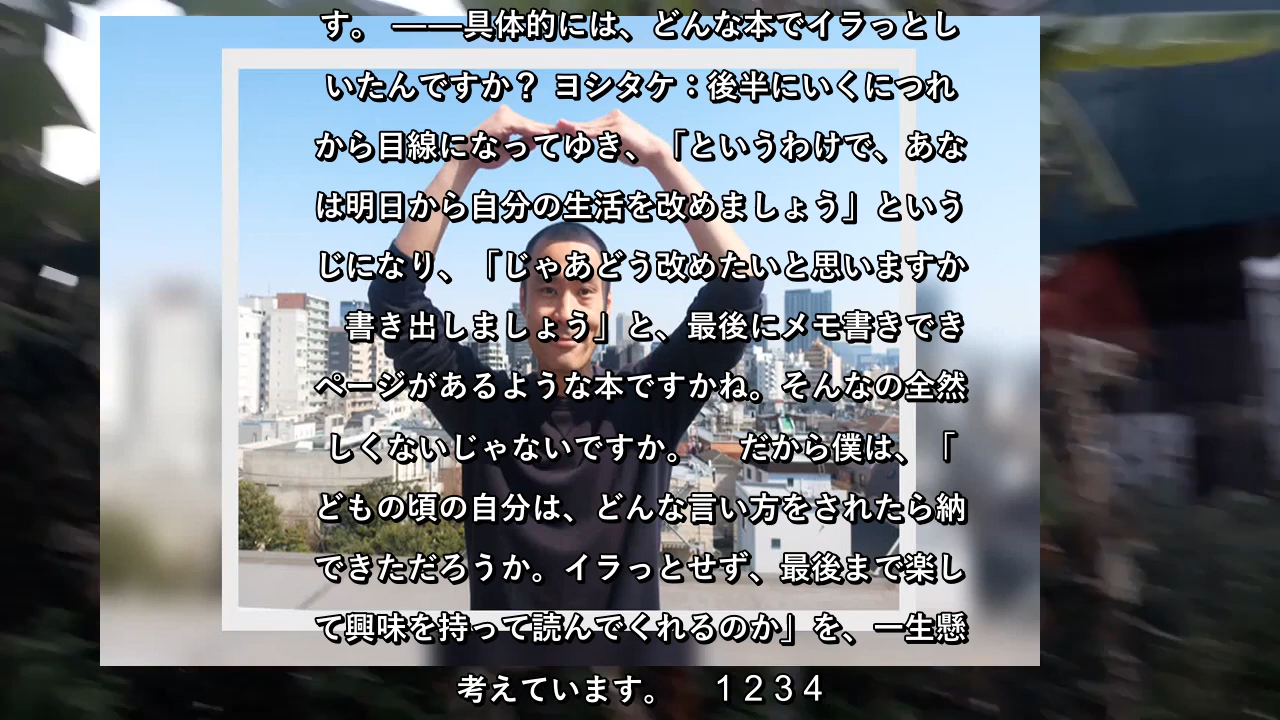 す。 ――具体的には、どんな本でイラっとし
いたんですか？ ヨシタケ：後半にいくにつれ
から目線になってゆき、「というわけで、あな
は明日から自分の生活を改めましょう」という
じになり、「じゃあどう改めたいと思いますか
書き出しましょう」と、最後にメモ書きでき
ページがあるような本ですかね。そんなの全然
しくないじゃないですか。　　だから僕は、「
どもの頃の自分は、どんな言い方をされたら納
できただろうか。イラっとせず、最後まで楽し
て興味を持って読んでくれるのか」を、一生懸
考えています。　　１２３４